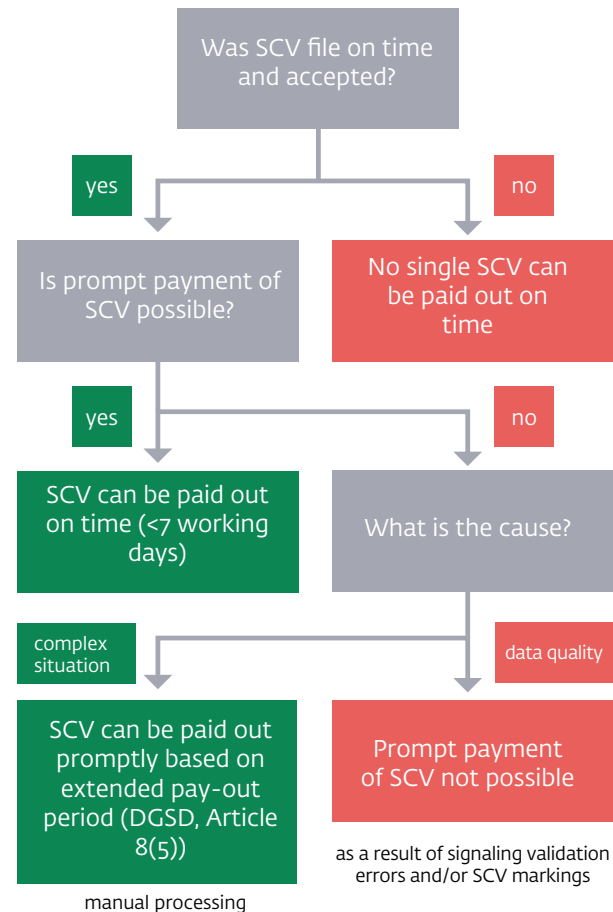 Was SCV file on time
and accepted?
yes
no
Is prompt payment of
SCV possible?
No single SCV can
be paid out on
time
yes
no
SCV can be paid out
on time (<7 working
days)
What is the cause?
complex
situation
data quality
SCV can be paid out
promptly based on
extended pay-out
period (DGSD, Article
8(5))
Prompt payment
of SCV not possible
manual processing
as a result of signaling validation
errors and/or SCV markings